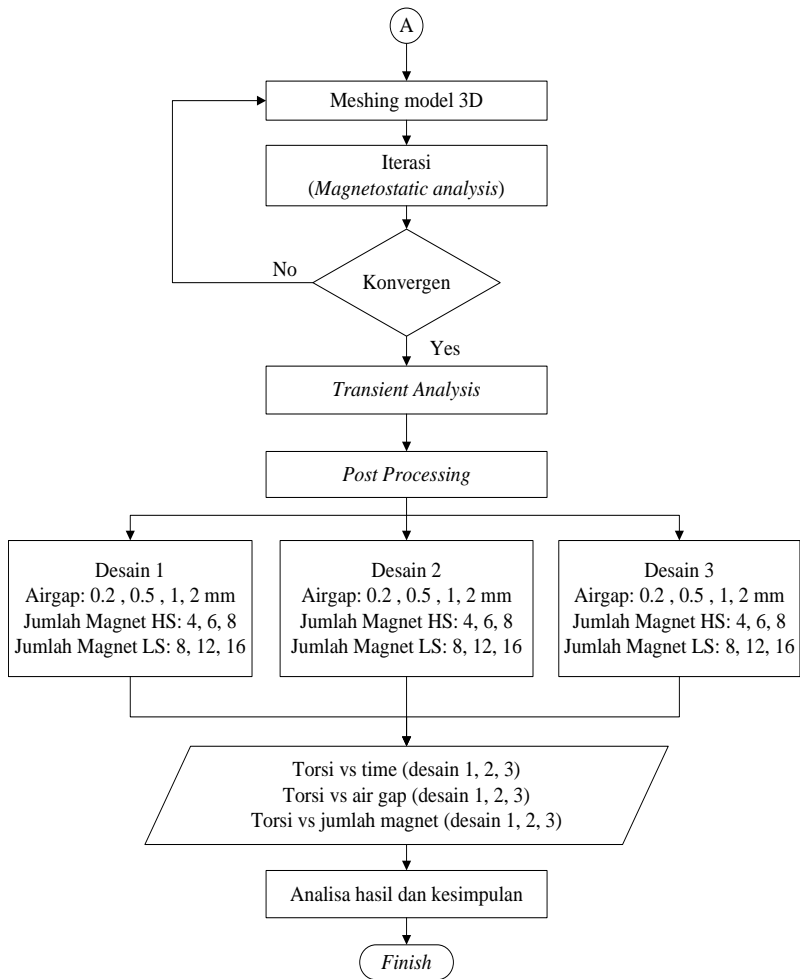 A
Meshing model 3D
Iterasi
(Magnetostatic analysis)
No
Konvergen
Yes
Transient Analysis
Post Processing
Desain 1
Airgap: 0.2 , 0.5 , 1, 2 mm
Jumlah Magnet HS: 4, 6, 8
Jumlah Magnet LS: 8, 12, 16
Desain 2
Airgap: 0.2 , 0.5 , 1, 2 mm
Jumlah Magnet HS: 4, 6, 8
Jumlah Magnet LS: 8, 12, 16
Desain 3
Airgap: 0.2 , 0.5 , 1, 2 mm
Jumlah Magnet HS: 4, 6, 8
Jumlah Magnet LS: 8, 12, 16
Torsi vs time (desain 1, 2, 3)
Torsi vs air gap (desain 1, 2, 3)
Torsi vs jumlah magnet (desain 1, 2, 3)
Analisa hasil dan kesimpulan
Finish